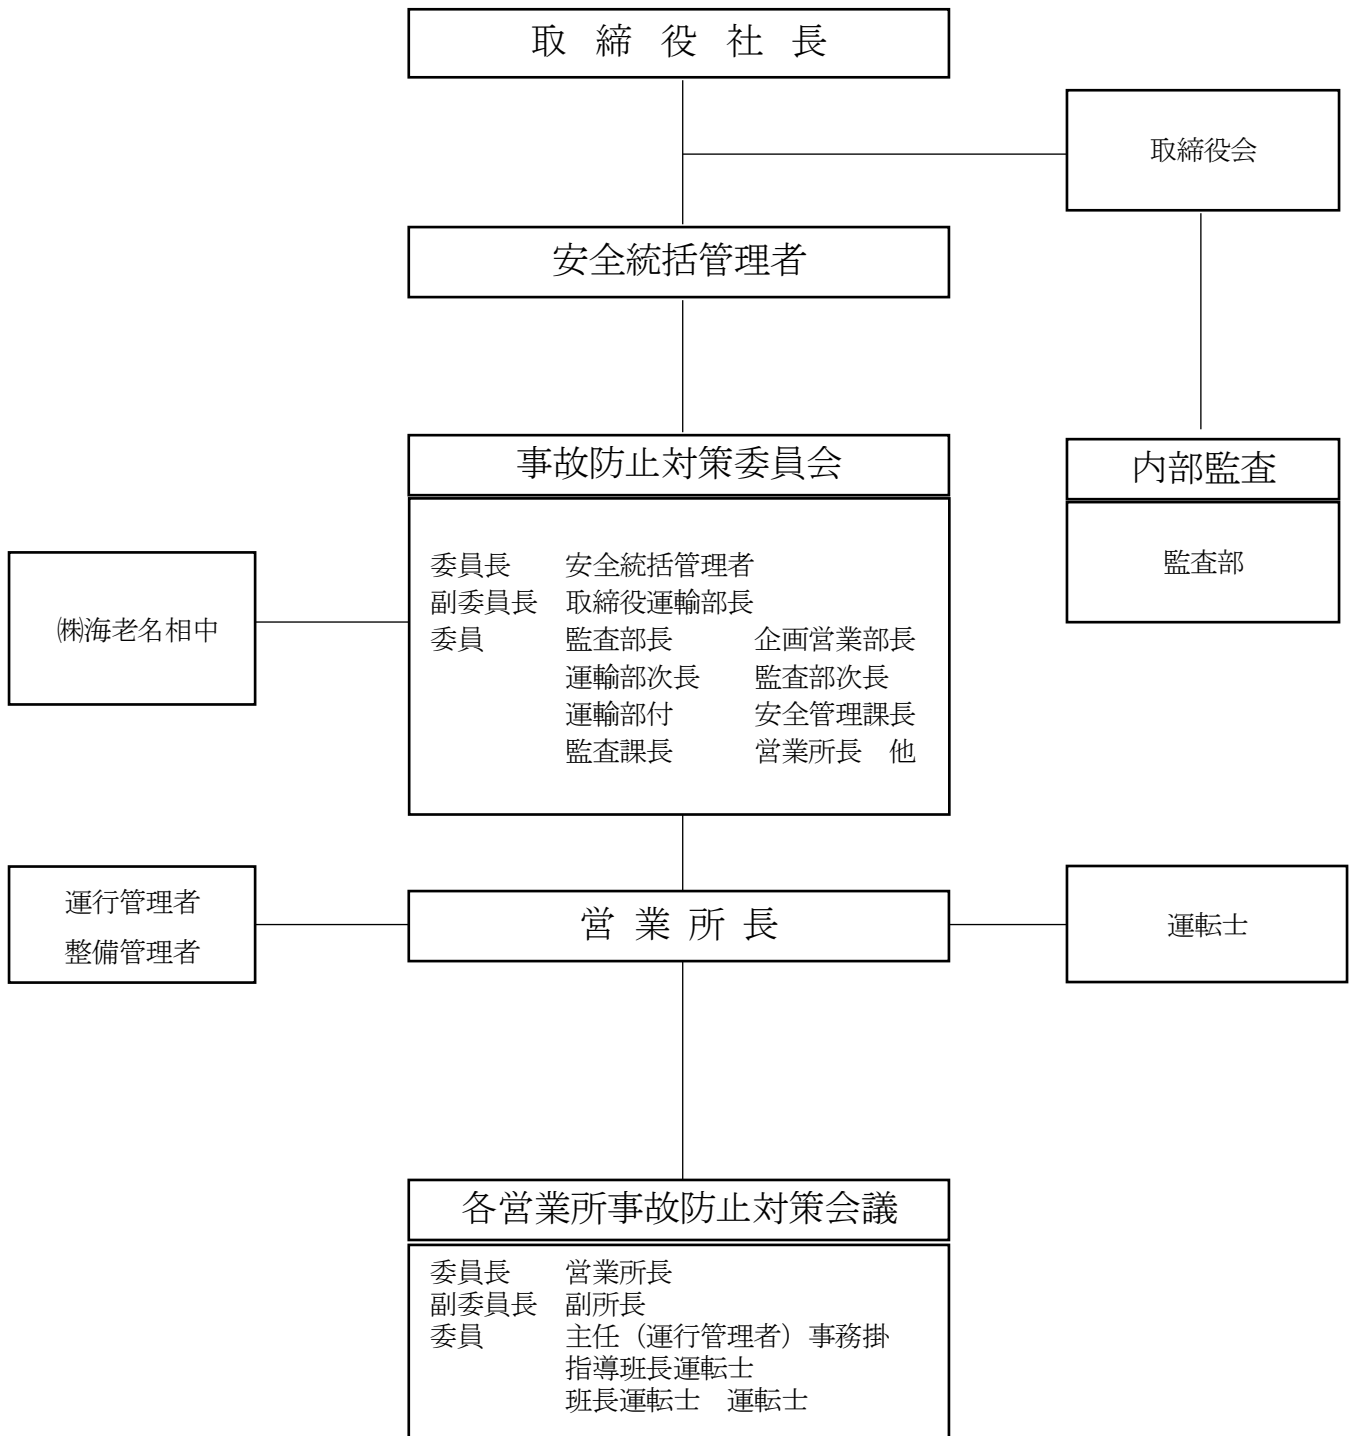 取締役社長
取締役会
安全統括管理者
事故防止対策委員会
委員長　安全統括管理者
副委員長　取締役運輸部長
委員　監査部長　企画営業部長
運輸部次長　監査部次長
運輸部付　安全管理課長
監査課長　営業所長　他
内部監査
監査部
㈱海老名相中
運行管理者
整備管理者
営業所長
運転士
各営業所事故防止対策会議
委員長　営業所長
副委員長　副所長
委員　主任（運行管理者）事務掛
指導班長運転士
班長運転士　運転士